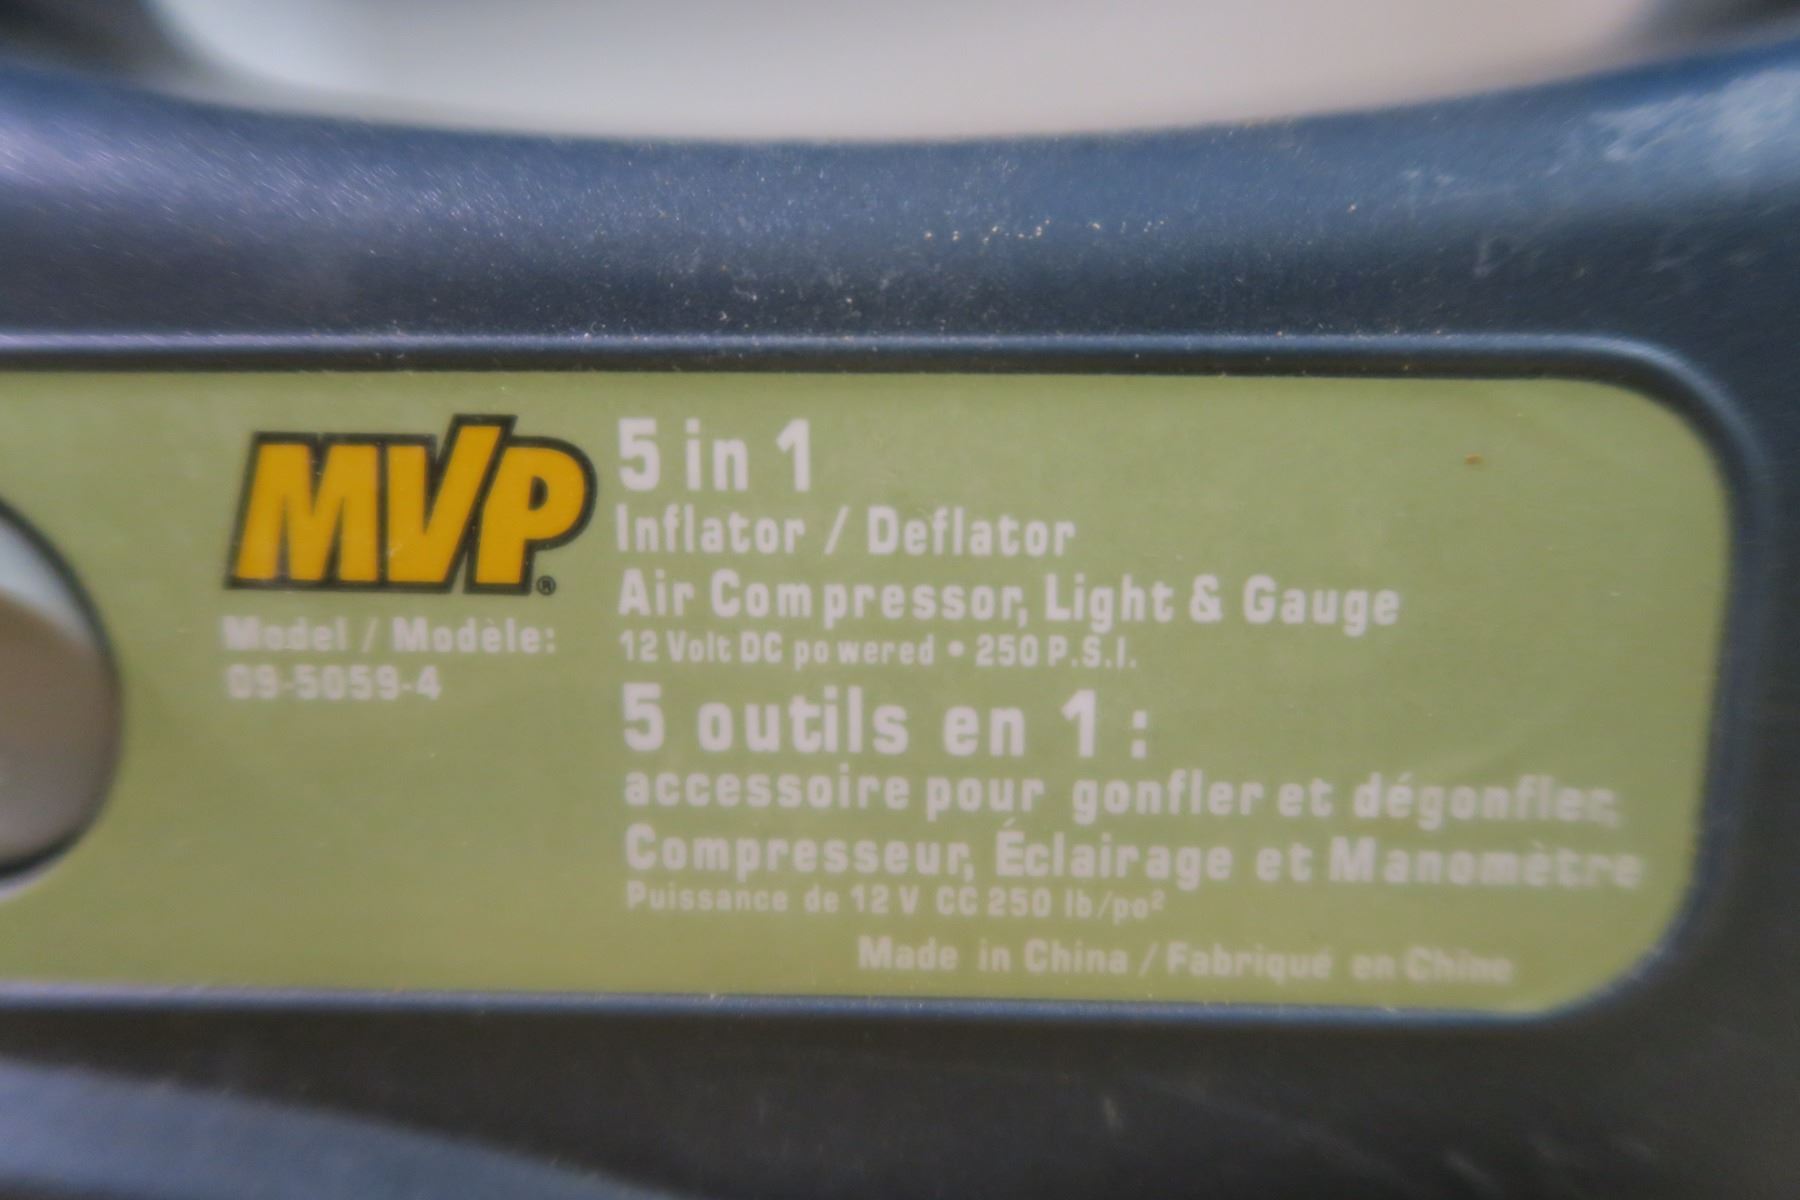 MVP®
Model / Modèle:
09-5059-4
5 in 1
Inflator / Deflator
Air Compressor, Light & Gauge
12 Volt DC powered • 250 P.S.I.
5 outils en 1 :
accessoire pour gonfler et dégonfler,
Compresseur, Éclairage et Manomètre
Puissance de 12 V CC 250 lb/po²
Made in China / Fabriqué en Chine